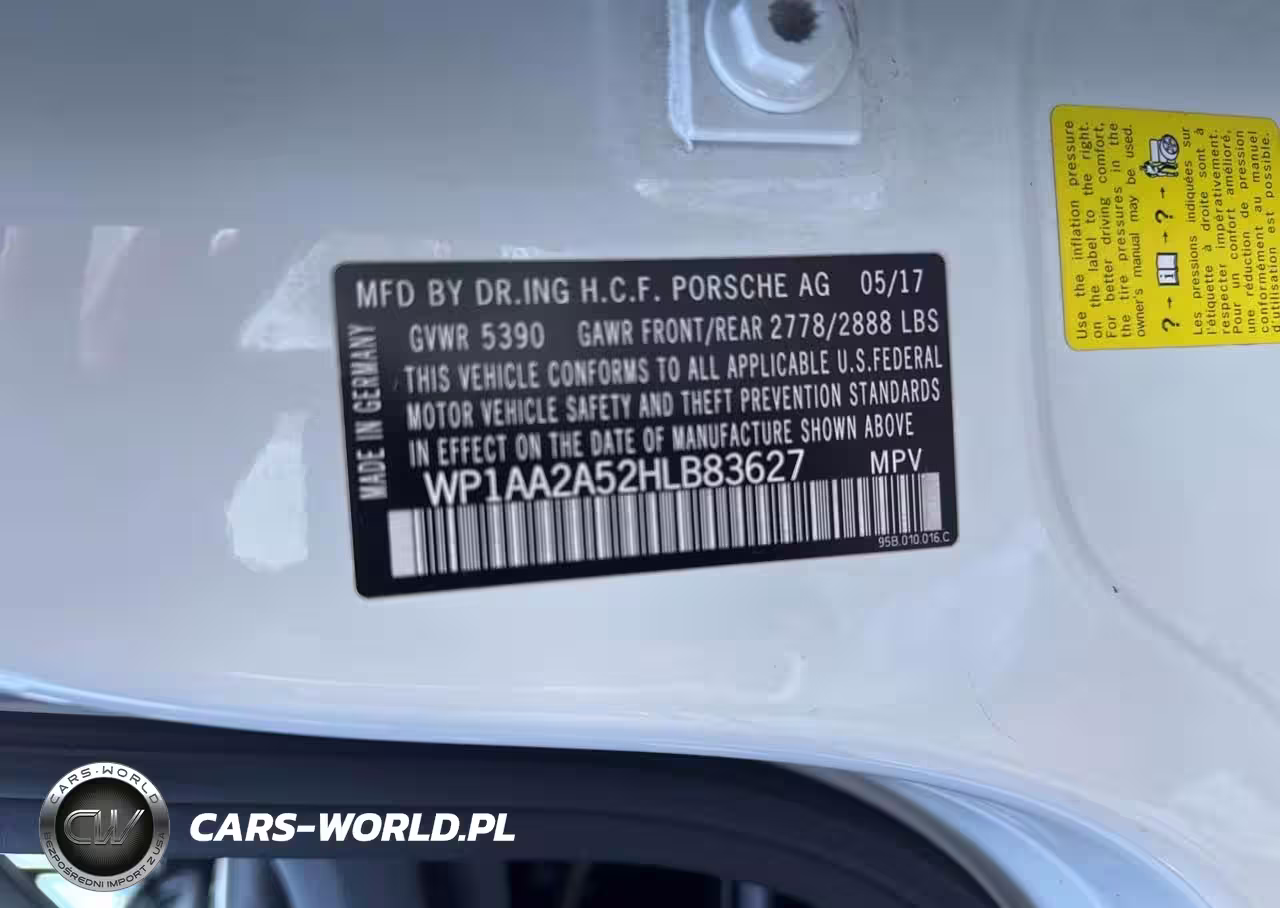 MFD BY DR.ING H.C.F. PORSCHE AG 05/17
GVWR 5390 GAWR FRONT/REAR 2778/2888 LBS
THIS VEHICLE CONFORMS TO ALL APPLICABLE U.S.FEDERAL
MOTOR VEHICLE SAFETY AND THEFT PREVENTION STANDARDS
IN EFFECT ON THE DATE OF MANUFACTURE SHOWN ABOVE
WP1AA2A52HLB83627 MPV
95B.010.016.C
MADE IN GERMANY
Use the inflation pressure
on the label to the right.
For better driving comfort,
the tire pressures in the
owner's manual may be used.
? → i → ? →
Les pressions indiquées sur
l'étiquette à droite sont à
respecter impérativement.
Pour un confort amélioré,
une réduction de pression
conformément au manuel
d'utilisation est possible.
CARS-WORLD
CW
BEZPOŚREDNI IMPORT Z USA
CARS-WORLD.PL